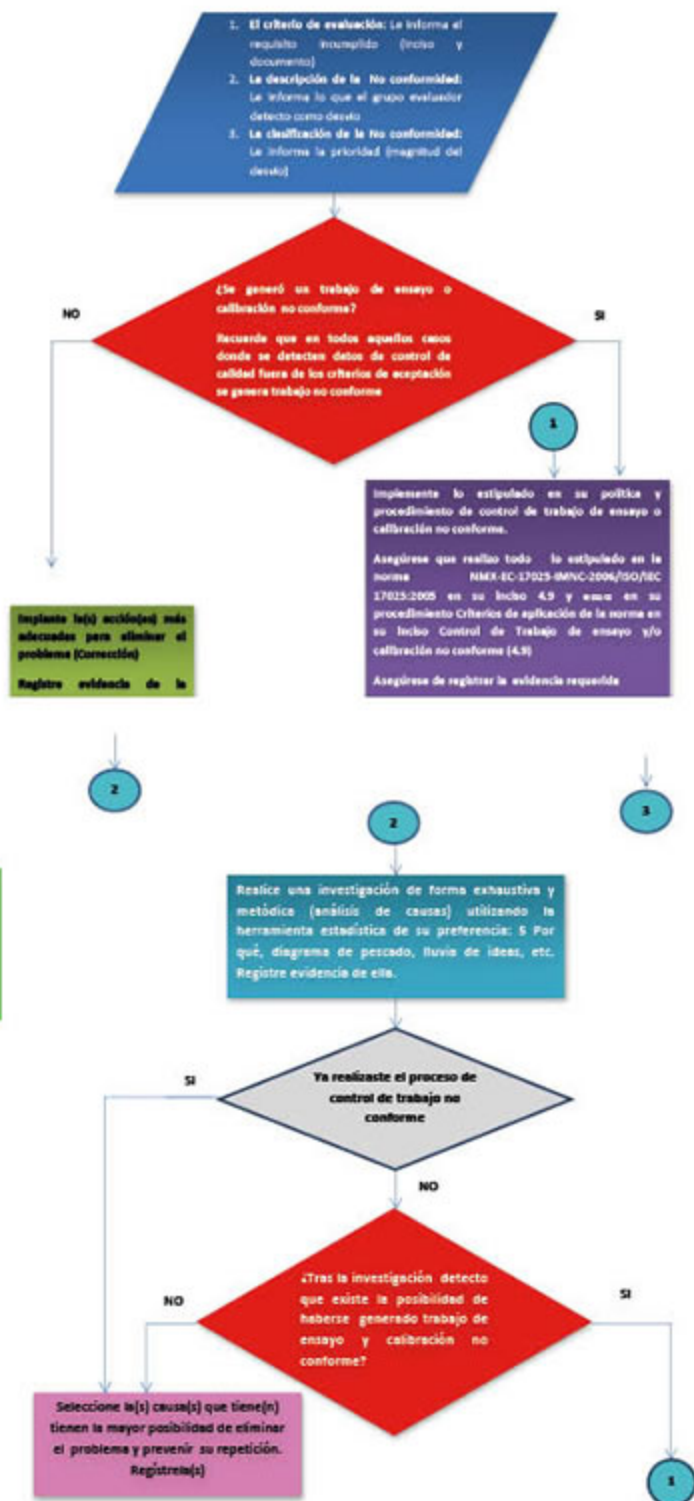 1. El criterio de evaluación: Le informa el
requisito incumplido (inciso y
documento)
2. La descripción de la No conformidad:
Le informa lo que el grupo evaluador
detecto como desvío
3. La clasificación de la No conformidad:
Le informa la prioridad (magnitud del
desvío)
¿Se generó un trabajo de ensayo o
calibración no conforme?
NO
SI
Recuerde que en todos aquellos casos
donde se detecten datos de control de
calidad fuera de los criterios de aceptación
se genera trabajo no conforme
1
Implemente lo estipulado en su política y
procedimiento de control de trabajo de ensayo o
calibración no conforme.
Asegúrese que realizo todo lo estipulado en la
norma NMX-EC-17025-IMNC-2006/ISO/IEC
17025:2005 en su inciso 4.9 y en
su procedimiento Criterios de aplicación de la norma en
su inciso Control de Trabajo de ensayo y/o
calibración no conforme (4.9)
Asegúrese de registrar la evidencia requerida
Implante la(s) acción(es) más
adecuadas para eliminar el
problema (Corrección)
Registre evidencia de la
2
3
2
Realice una investigación de forma exhaustiva y
metódica (análisis de causas) utilizando la
herramienta estadística de su preferencia: 5 Por
qué, diagrama de pescado, lluvia de ideas, etc.
Registre evidencia de ella.
SI
Ya realizaste el proceso de
control de trabajo no
conforme
NO
¿Tras la investigación detecto
que existe la posibilidad de
haberse generado trabajo de
ensayo y calibración no
conforme?
NO
SI
Seleccione la(s) causa(s) que tiene(n)
tienen la mayor posibilidad de eliminar
el problema y prevenir su repetición.
Regístrela(s)
1